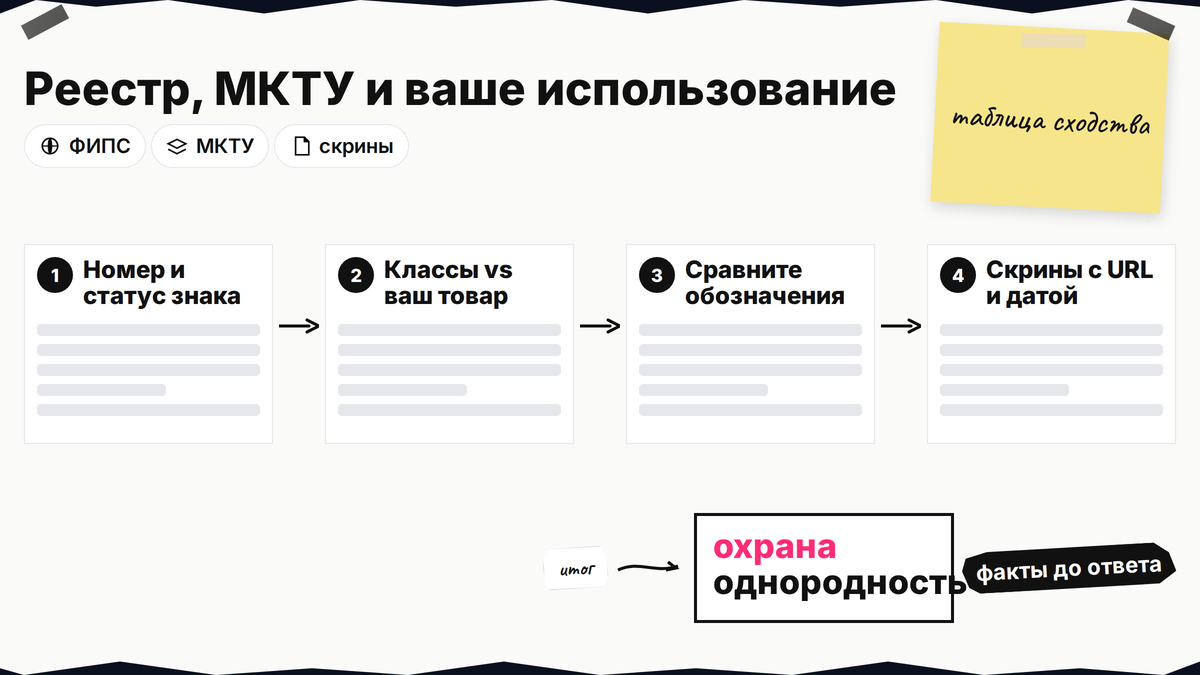 Реестр, МКТУ и ваше использование
ФИПС
МКТУ
скрины
таблица сходства
1
Номер и
статус знака
2
Классы vs
ваш товар
3
Сравните
обозначения
4
Скрины с URL
и датой
итог
охрана
однородность
факты до ответа